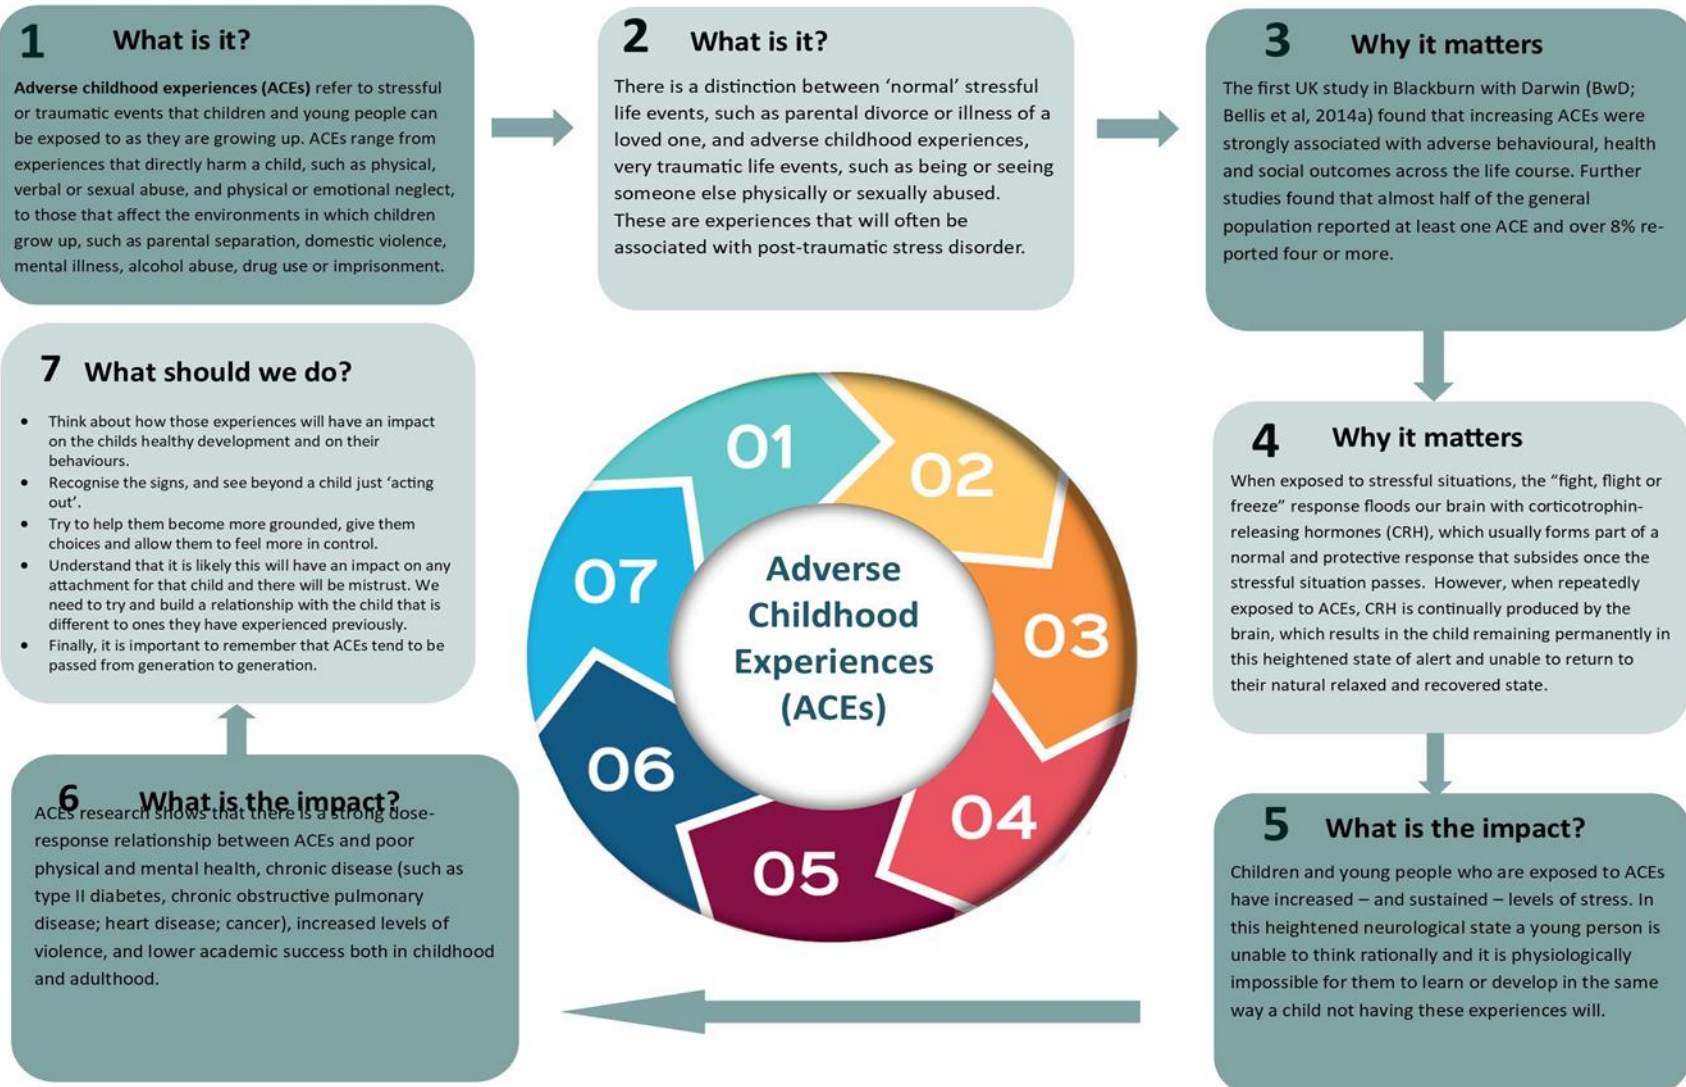 1 What is it?
Adverse childhood experiences (ACEs) refer to stressful
or traumatic events that children and young people can
be exposed to as they are growing up. ACEs range from
experiences that directly harm a child, such as physical,
verbal or sexual abuse, and physical or emotional neglect,
to those that affect the environments in which children
grow up, such as parental separation, domestic violence,
mental illness, alcohol abuse, drug use or imprisonment.
2 What is it?
There is a distinction between ‘normal’ stressful
life events, such as parental divorce or illness of a
loved one, and adverse childhood experiences,
very traumatic life events, such as being or seeing
someone else physically or sexually abused.
These are experiences that will often be
associated with post-traumatic stress disorder.
3 Why it matters
The first UK study in Blackburn with Darwin (BwD;
Bellis et al, 2014a) found that increasing ACEs were
strongly associated with adverse behavioural, health
and social outcomes across the life course. Further
studies found that almost half of the general
population reported at least one ACE and over 8% re-
ported four or more.
4 Why it matters
When exposed to stressful situations, the “fight, flight or
freeze” response floods our brain with corticotrophin-
releasing hormones (CRH), which usually forms part of a
normal and protective response that subsides once the
stressful situation passes. However, when repeatedly
exposed to ACEs, CRH is continually produced by the
brain, which results in the child remaining permanently in
this heightened state of alert and unable to return to
their natural relaxed and recovered state.
5 What is the impact?
Children and young people who are exposed to ACEs
have increased – and sustained – levels of stress. In
this heightened neurological state a young person is
unable to think rationally and it is physiologically
impossible for them to learn or develop in the same
way a child not having these experiences will.
6 What is the impact?
ACEs research shows that there is a strong dose-
response relationship between ACEs and poor
physical and mental health, chronic disease (such as
type II diabetes, chronic obstructive pulmonary
disease; heart disease; cancer), increased levels of
violence, and lower academic success both in childhood
and adulthood.
7 What should we do?
• Think about how those experiences will have an impact
on the childs healthy development and on their
behaviours.
• Recognise the signs, and see beyond a child just ‘acting
out’.
• Try to help them become more grounded, give them
choices and allow them to feel more in control.
• Understand that it is likely this will have an impact on any
attachment for that child and there will be mistrust. We
need to try and build a relationship with the child that is
different to ones they have experienced previously.
• Finally, it is important to remember that ACEs tend to be
passed from generation to generation.
01
02
03
04
05
06
07
Adverse
Childhood
Experiences
(ACEs)